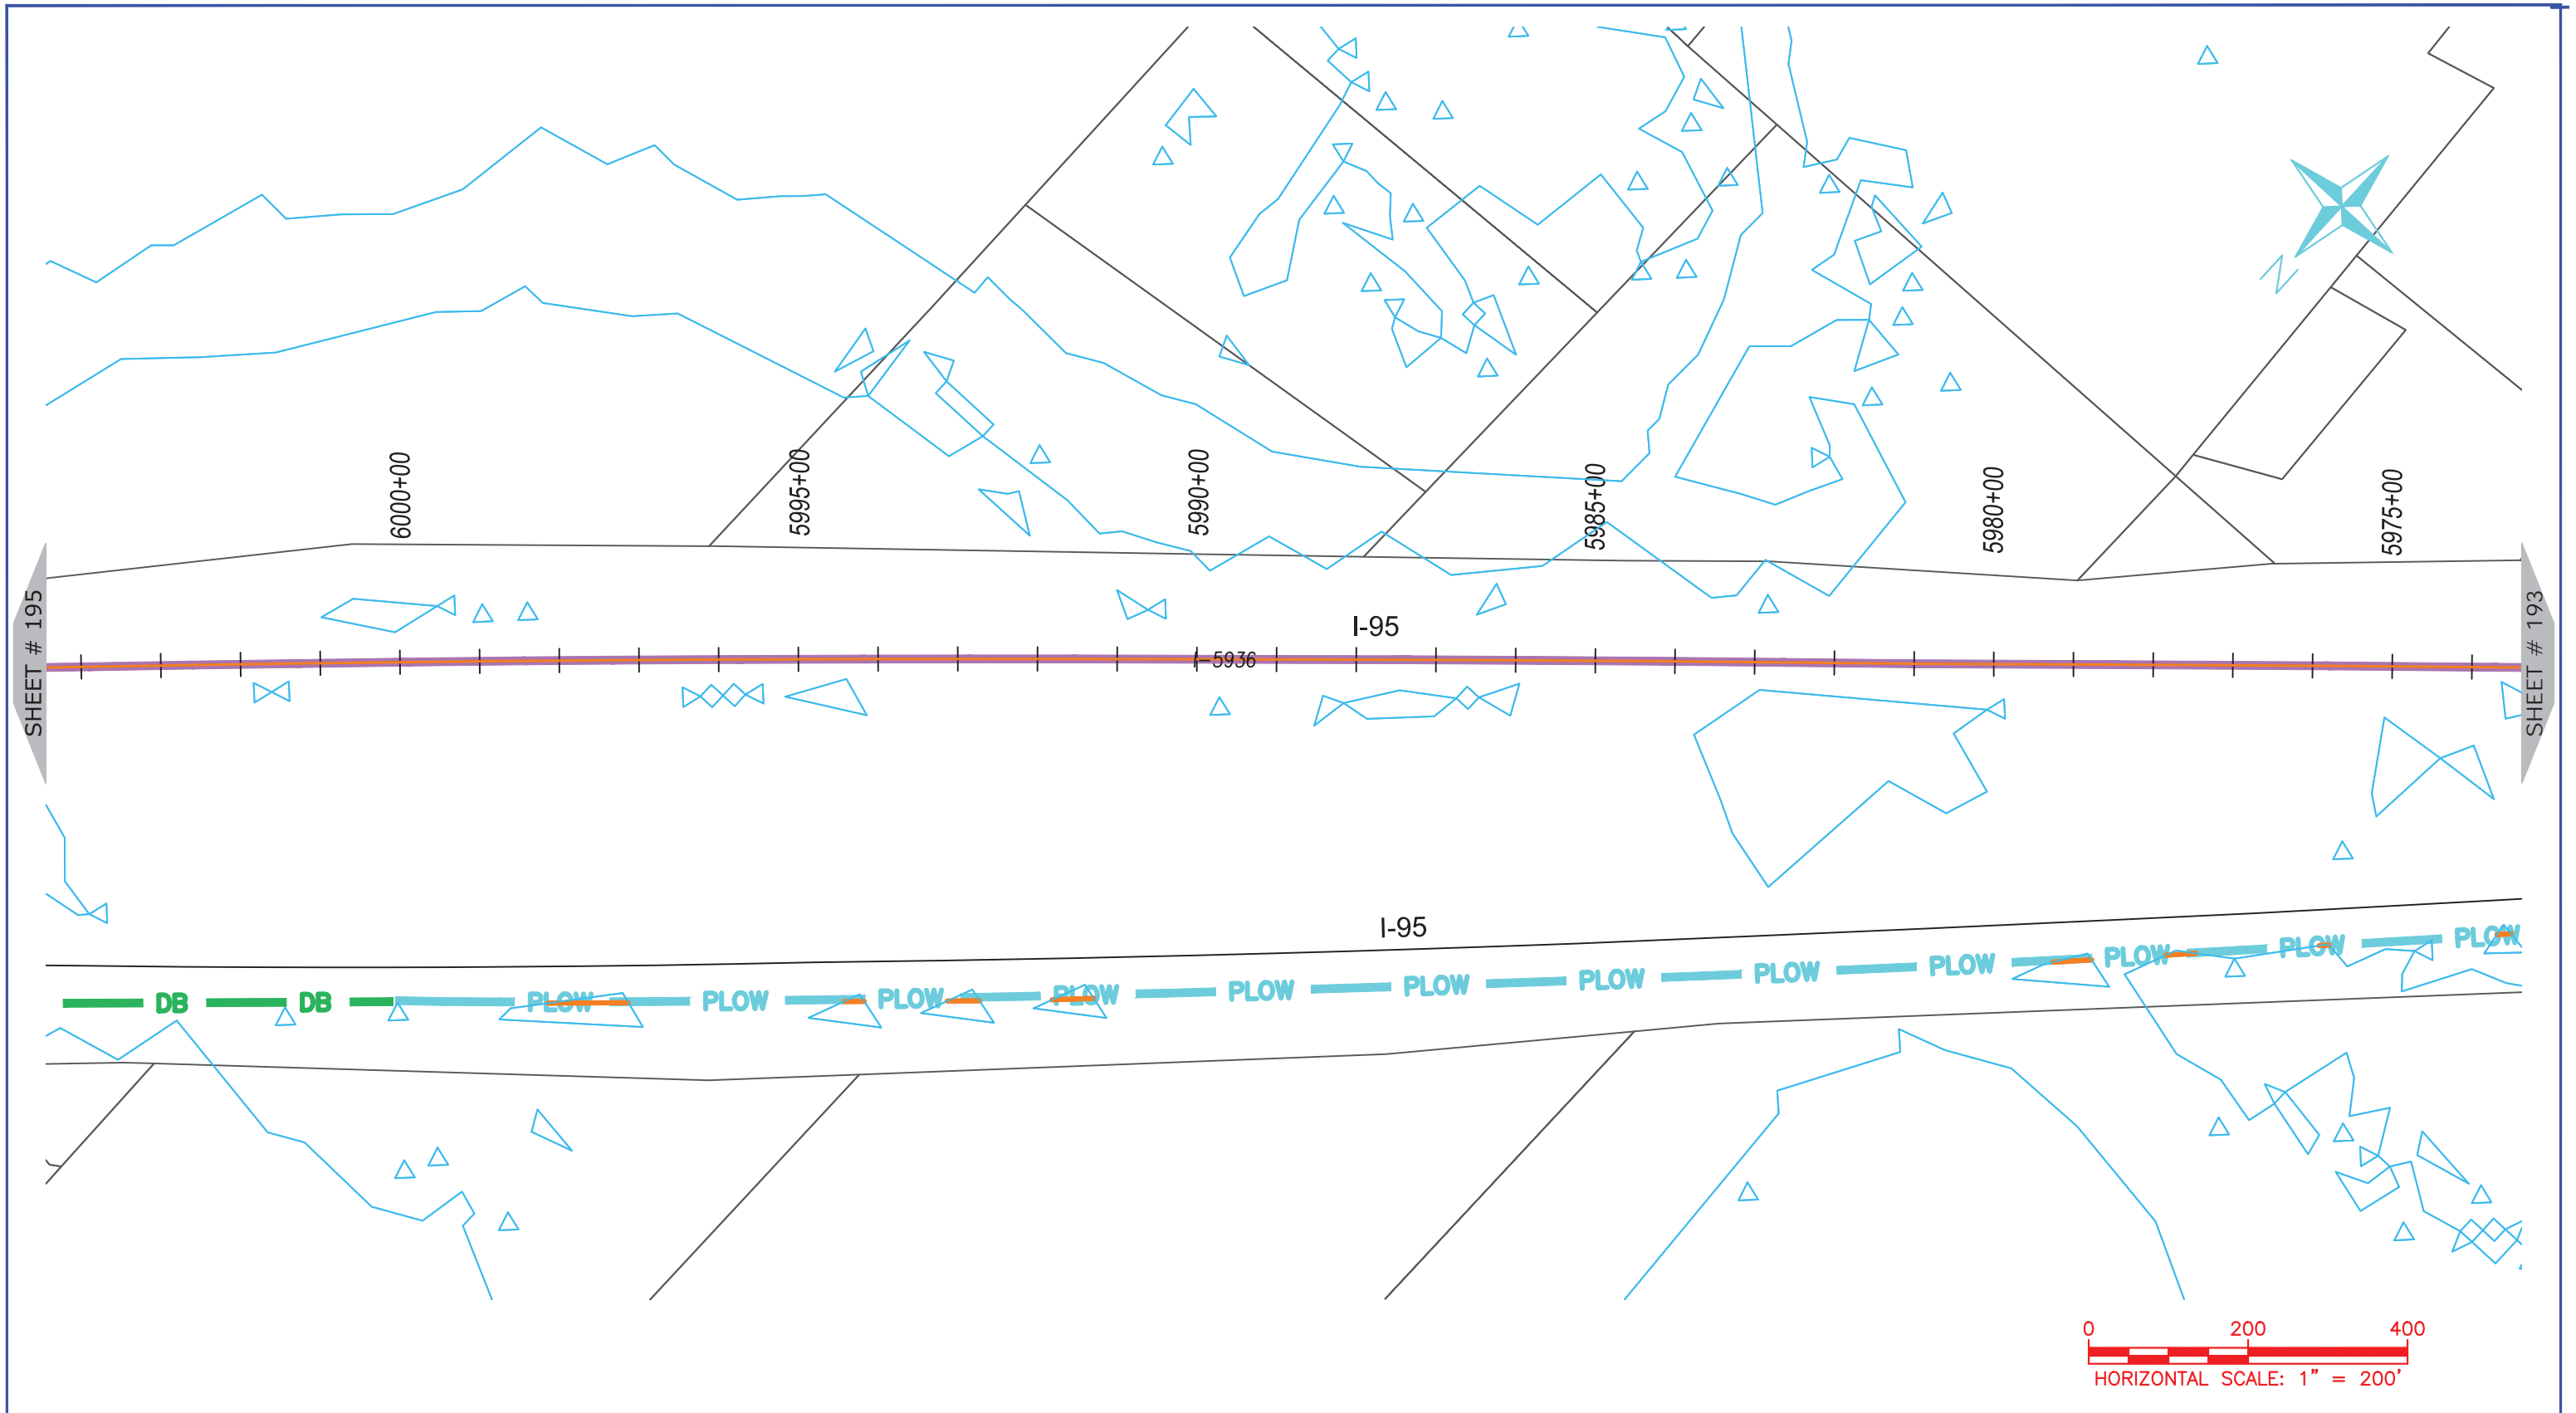 6000+00
5995+00
5990+00
5985+00
5980+00
5975+00
SHEET # 195
I-95
SHEET # 193
I-5936
I-95
DB DB PLOW PLOW PLOW PLOW PLOW PLOW PLOW PLOW PLOW PLOW PLOW PLOW
N
0 200 400
HORIZONTAL SCALE: 1" = 200'